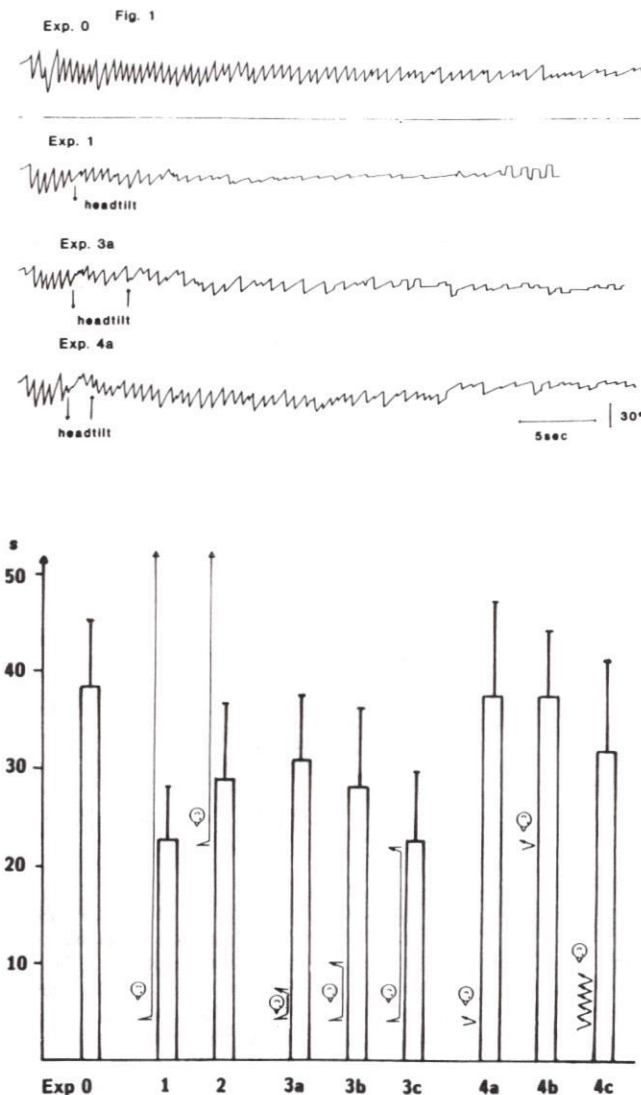 Fig. 1
Exp. 0
Exp. 1
headtilt
Exp. 3a
headtilt
Exp. 4a
headtilt
5sec
30°
s
50
40
30
20
10
Exp 0 1 2 3a 3b 3c 4a 4b 4c